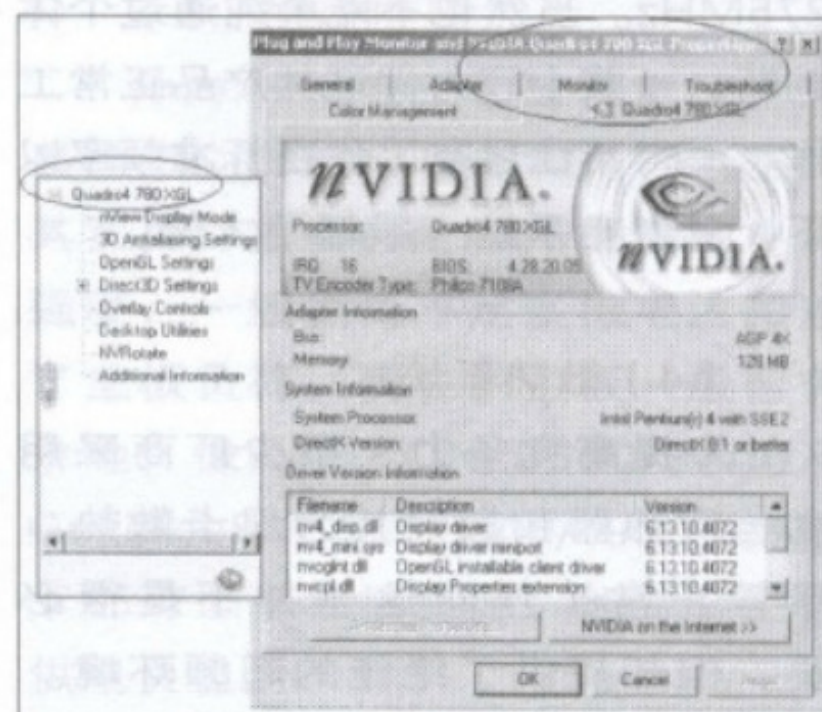 Plug and Play Monitor and NVIDIA Quadro4 780 XGL Properties
General Adapter Monitor Troubleshoot
Color Management Quadro4 780 XGL
Quadro4 780 XGL
nView Display Mode
3D Antialiasing Settings
OpenGL Settings
Direct3D Settings
Overlay Controls
Desktop Utilities
NVRotate
Additional Information
nVIDIA.
Processor: Quadro4 780 XGL
IRQ: 16 BIOS: 4.28.20.05
TV Encoder Type: Philips 7108A
nVIDIA.
Adapter Information
Bus: AGP 4X
Memory: 128 MB
System Information
System Processor: Intel Pentium(r) 4 with SSE2
DirectX Version: DirectX 8.1 or better
Driver Version Information
Filename Description Version
nv4_disp.dll Display driver 6.13.10.4072
nv4_mini.sys Display driver miniport 6.13.10.4072
nvoglnt.dll OpenGL installable client driver 6.13.10.4072
nvcpl.dll Display Properties extension 6.13.10.4072
NVIDIA on the Internet >>
OK Cancel